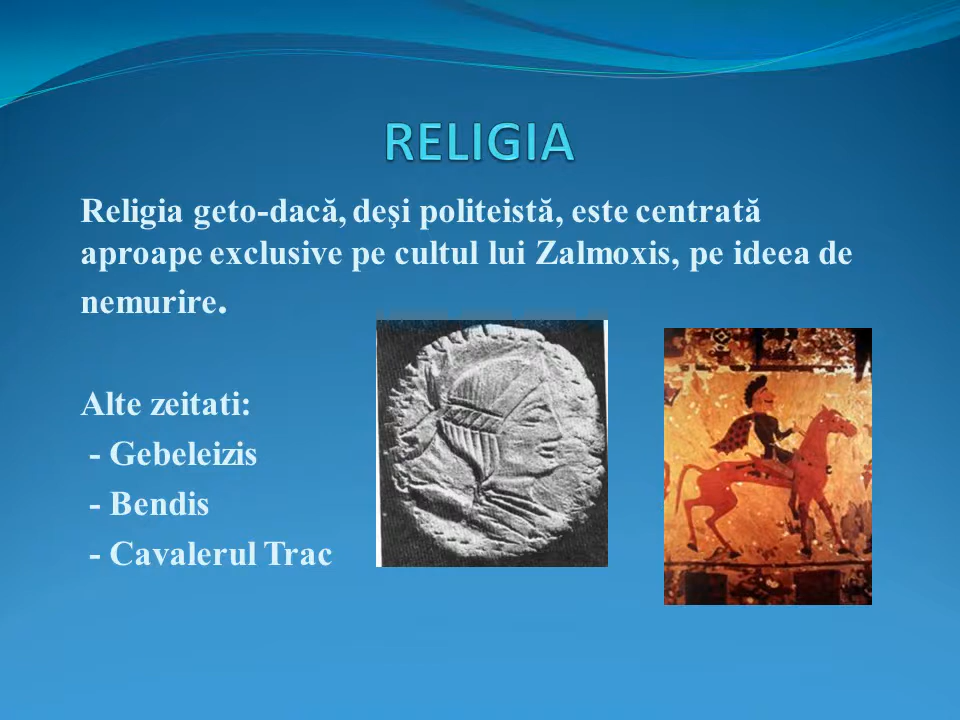 RELIGIA
Religia geto-dacă, deşi politeistă, este centrată
aproape exclusive pe cultul lui Zalmoxis, pe ideea de
nemurire.
Alte zeitati:
- Gebeleizis
- Bendis
- Cavalerul Trac